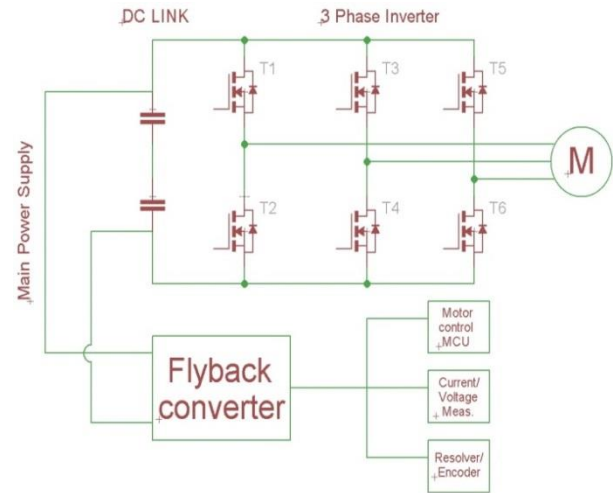 DC LINK
3 Phase Inverter
T1
T3
T5
Main Power Supply
M
T2
T4
T6
Motor
control
MCU
Flyback
converter
Current/
Voltage
Meas.
Resolver/
Encoder